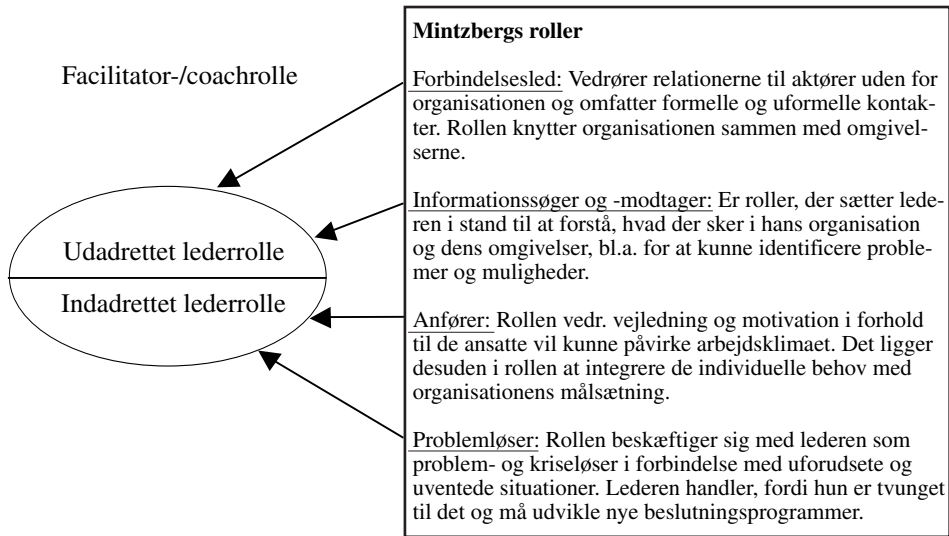 Facilitator-/coachrolle
Udadrettet lederrolle
Indadrettet lederrolle
Mintzbergs roller
Forbindelsesled: Vedrører relationerne til aktører uden for
organisationen og omfatter formelle og uformelle kontak-
ter. Rollen knytter organisationen sammen med omgivel-
serne.
Informationssøger og -modtager: Er roller, der sætter lede-
ren i stand til at forstå, hvad der sker i hans organisation
og dens omgivelser, bl.a. for at kunne identificere proble-
mer og muligheder.
Anfører: Rollen vedr. vejledning og motivation i forhold
til de ansatte vil kunne påvirke arbejdsklimaet. Det ligger
desuden i rollen at integrere de individuelle behov med
organisationens målsætning.
Problemløser: Rollen beskæftiger sig med lederen som
problem- og kriseløser i forbindelse med uforudsete og
uventede situationer. Lederen handler, fordi hun er tvunget
til det og må udvikle nye beslutningsprogrammer.